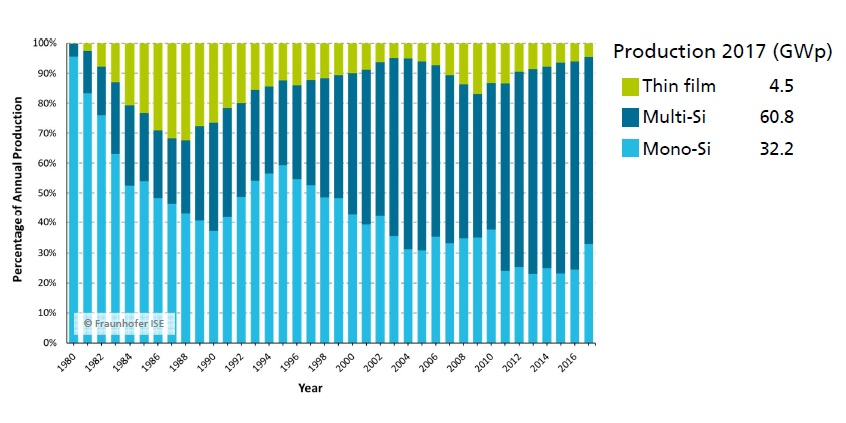 Production 2017 (GWp)
Thin film 4.5
Multi-Si 60.8
Mono-Si 32.2
Percentage of Annual Production
100%
90%
80%
70%
60%
50%
40%
30%
20%
10%
0%
© Fraunhofer ISE
1980 1982 1984 1986 1988 1990 1992 1994 1996 1998 2000 2002 2004 2006 2008 2010 2012 2014 2016
Year